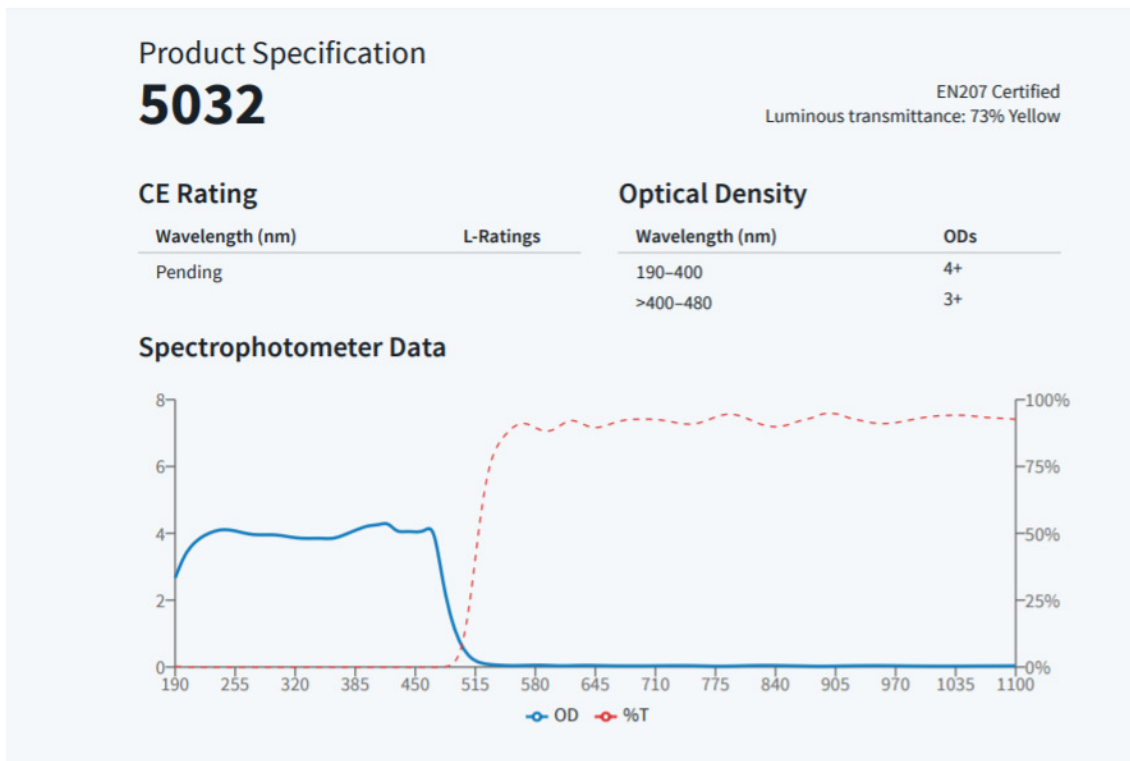 Product Specification
5032
EN207 Certified
Luminous transmittance: 73% Yellow
CE Rating
Wavelength (nm) L-Ratings
Pending
Optical Density
Wavelength (nm) ODs
190–400 4+
>400–480 3+
Spectrophotometer Data
8 100%
6 75%
4 50%
2 25%
0 0%
190 255 320 385 450 515 580 645 710 775 840 905 970 1035 1100
OD %T